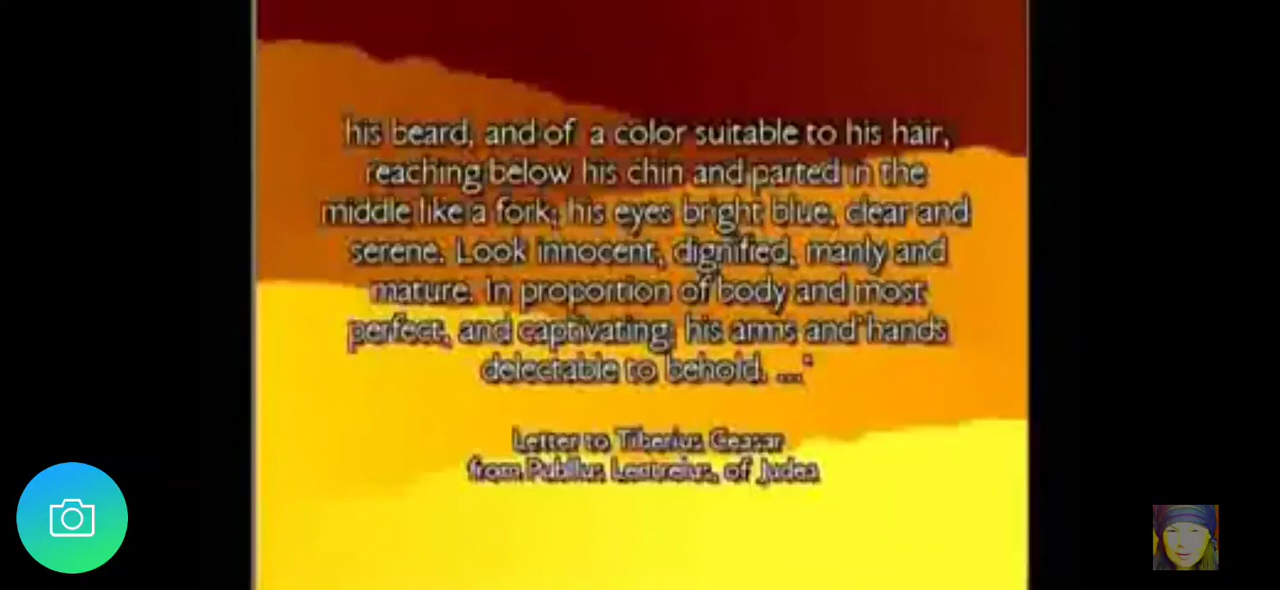 his beard, and of a color suitable to his hair,
reaching below his chin and parted in the
middle like a fork; his eyes bright blue, clear and
serene. Look innocent, dignified, manly and
mature. In proportion of body and most
perfect, and captivating; his arms and hands
delectable to behold. ..."
Letter to Tiberius Ceasar
from Publius Lestrelus, of Judea